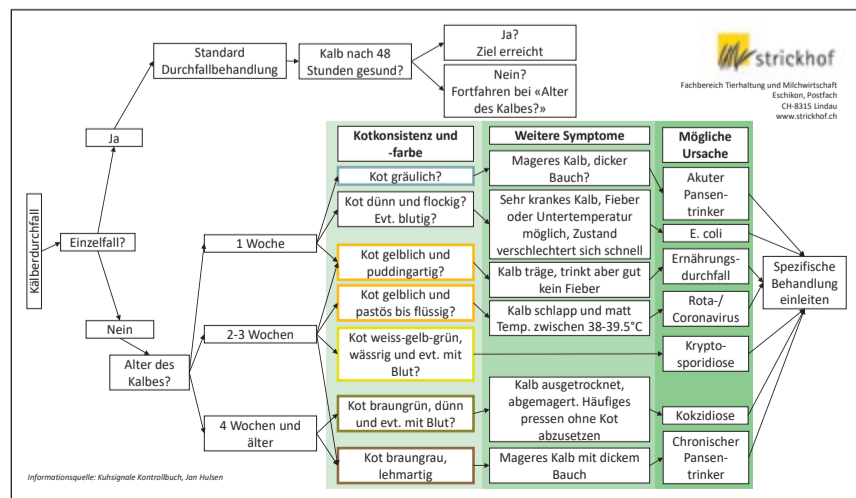 Standard
Durchfallbehandlung
Kalb nach 48
Stunden gesund?
Ja?
Ziel erreicht
Nein?
Fortfahren bei «Alter
des Kalbes?»
strickhof
Fachbereich Tierhaltung und Milchwirtschaft
Eschikon, Postfach
CH-8315 Lindau
www.strickhof.ch
Kälberdurchfall
Einzelfall?
Ja
Nein
Alter des
Kalbes?
1 Woche
2-3 Wochen
4 Wochen und
älter
Kotkonsistenz und
-farbe
Kot gräulich?
Kot dünn und flockig?
Evt. blutig?
Kot gelblich und
puddingartig?
Kot gelblich und
pastös bis flüssig?
Kot weiss-gelb-grün,
wässrig und evt. mit
Blut?
Kot braungrün, dünn
und evt. mit Blut?
Kot braungrau,
lehmartig
Weitere Symptome
Mageres Kalb, dicker
Bauch?
Sehr krankes Kalb, Fieber
oder Untertemperatur
möglich, Zustand
verschlechtert sich schnell
Kalb träge, trinkt aber gut
kein Fieber
Kalb schlapp und matt
Temp. zwischen 38-39.5°C
Kalb ausgetrocknet,
abgemagert. Häufiges
pressen ohne Kot
abzusetzen
Mageres Kalb mit dickem
Bauch
Mögliche
Ursache
Akuter
Pansen-
trinker
E. coli
Ernährungs-
durchfall
Rota-/
Coronavirus
Krypto-
sporidiose
Kokzidiose
Chronischer
Pansen-
trinker
Spezifische
Behandlung
einleiten
Informationsquelle: Kuhsignale Kontrollbuch, Jan Hulsen